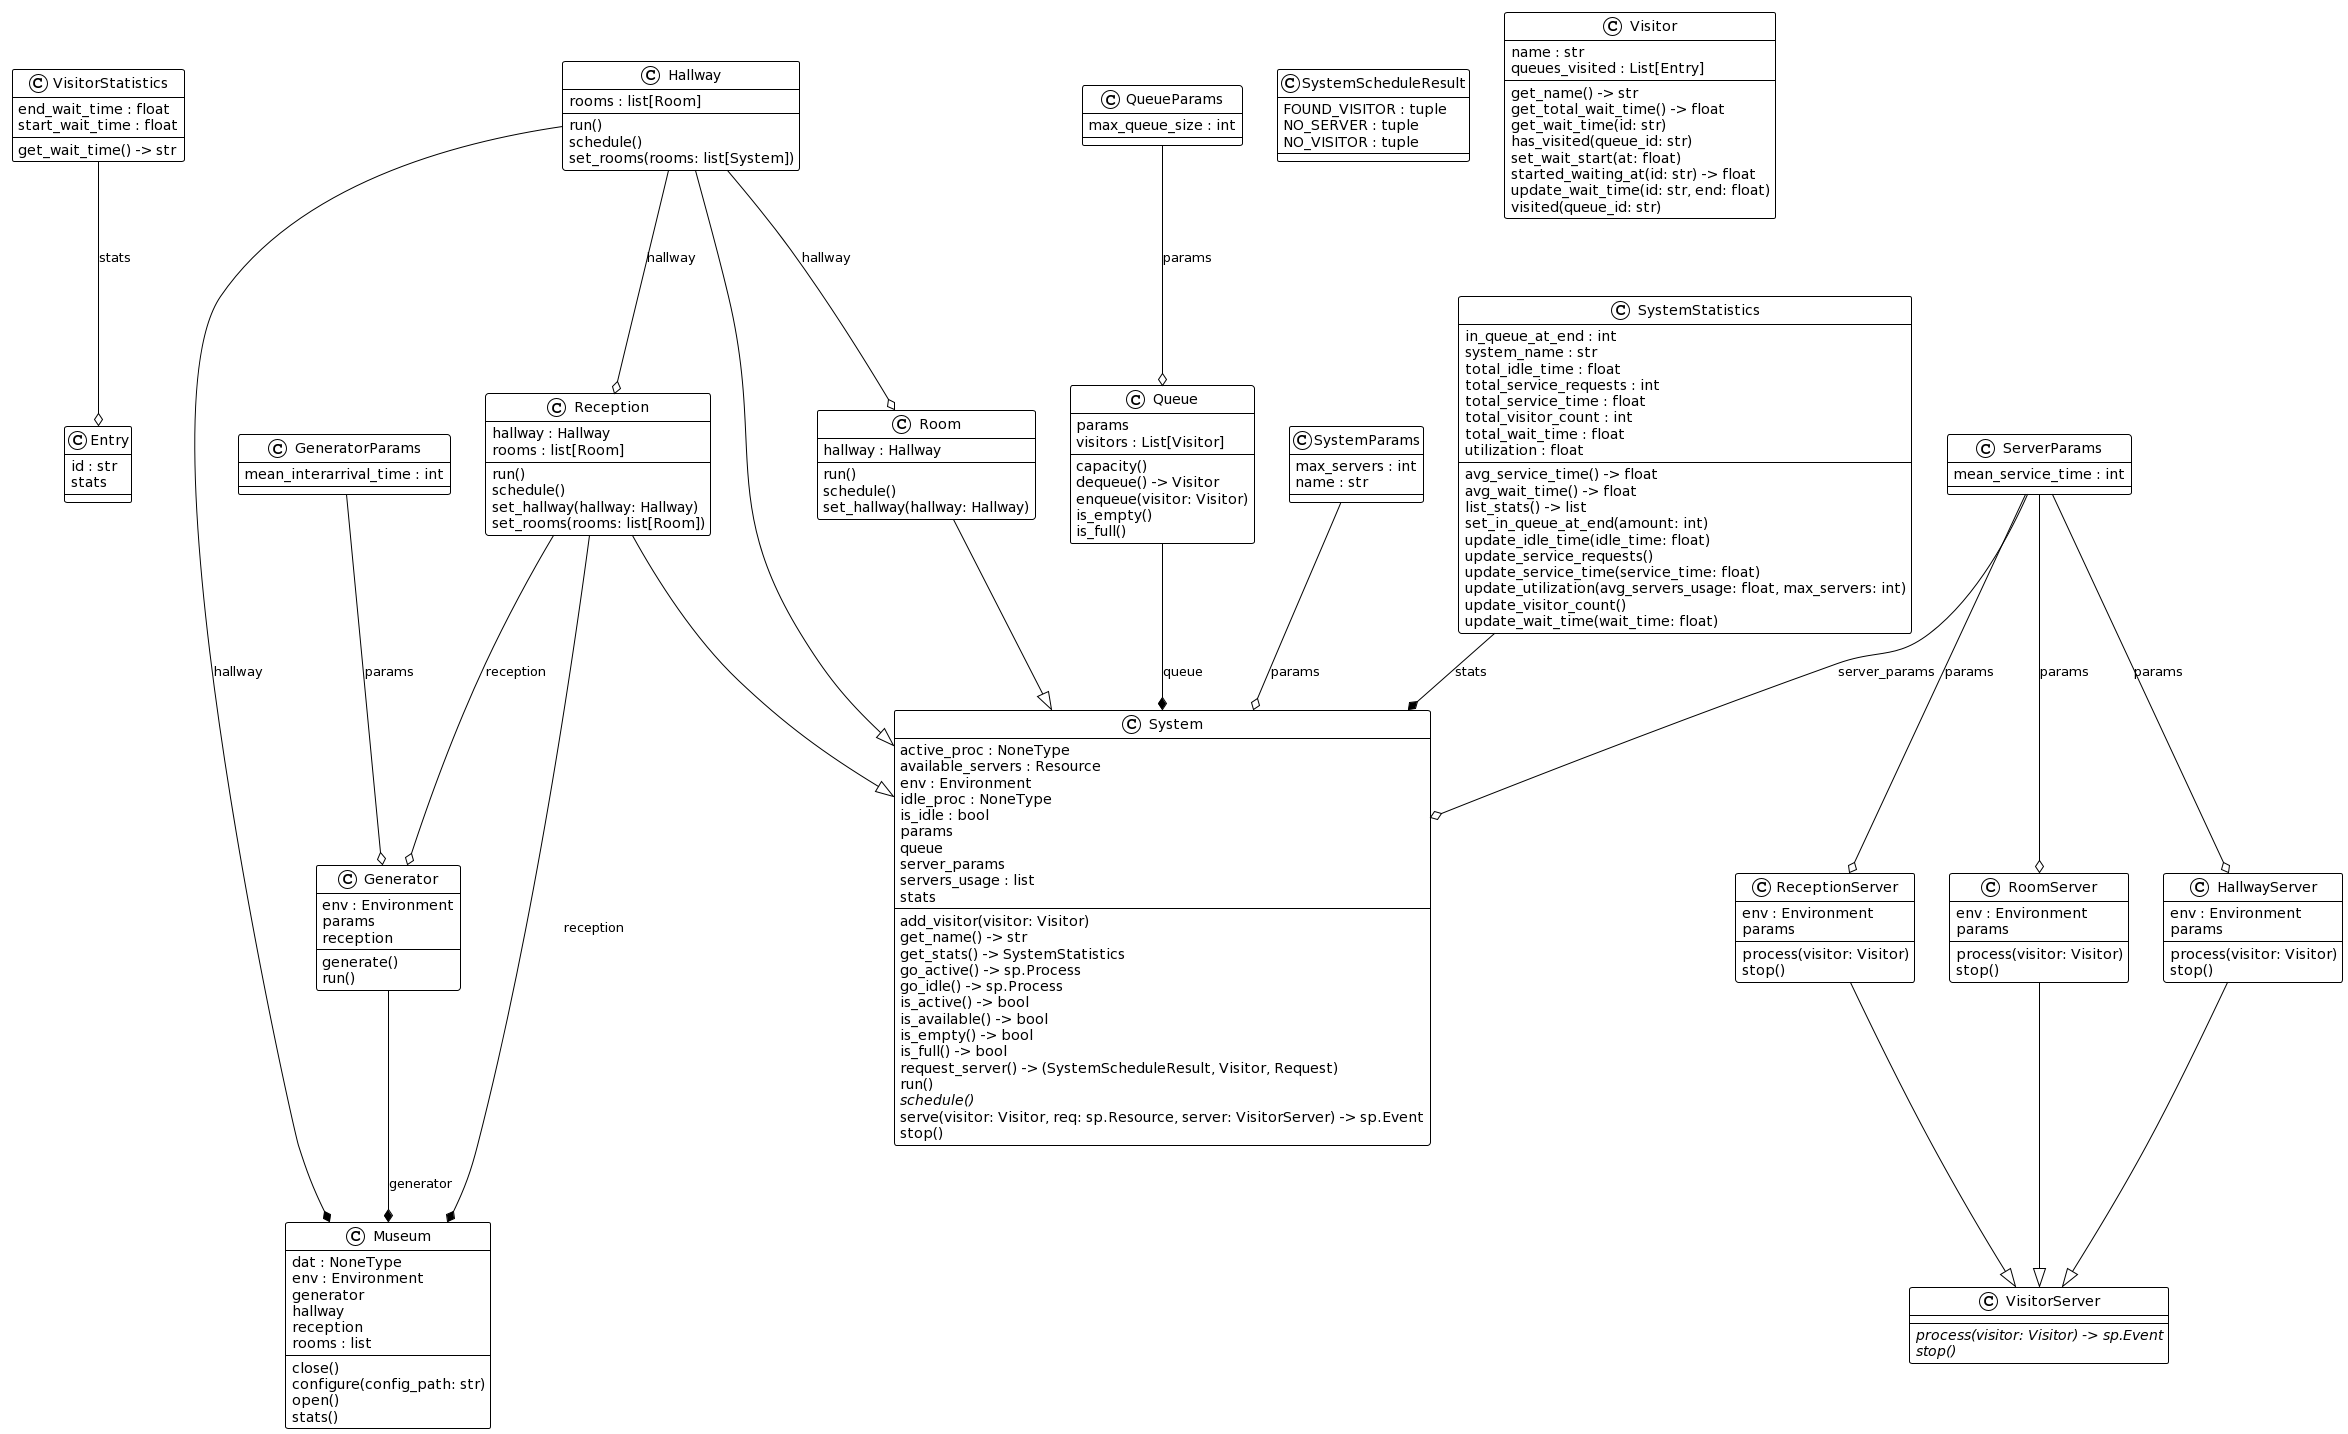 C Visitor
name : str
queues_visited : List[Entry]
get_name() -> str
get_total_wait_time() -> float
get_wait_time(id: str)
has_visited(queue_id: str)
set_wait_start(at: float)
started_waiting_at(id: str) -> float
update_wait_time(id: str, end: float)
visited(queue_id: str)
C VisitorStatistics
end_wait_time : float
start_wait_time : float
get_wait_time() -> str
C Hallway
rooms : list[Room]
run()
schedule()
set_rooms(rooms: list[System])
C QueueParams
max_queue_size : int
C SystemScheduleResult
FOUND_VISITOR : tuple
NO_SERVER : tuple
NO_VISITOR : tuple
stats
hallway
hallway
params
C SystemStatistics
in_queue_at_end : int
system_name : str
total_idle_time : float
total_service_requests : int
total_service_time : float
total_visitor_count : int
total_wait_time : float
utilization : float
avg_service_time() -> float
avg_wait_time() -> float
list_stats() -> list
set_in_queue_at_end(amount: int)
update_idle_time(idle_time: float)
update_service_requests()
update_service_time(service_time: float)
update_utilization(avg_servers_usage: float, max_servers: int)
update_visitor_count()
update_wait_time(wait_time: float)
C Entry
id : str
stats
C GeneratorParams
mean_interarrival_time : int
C Reception
hallway : Hallway
rooms : list[Room]
run()
schedule()
set_hallway(hallway: Hallway)
set_rooms(rooms: list[Room])
C Room
hallway : Hallway
run()
schedule()
set_hallway(hallway: Hallway)
C Queue
params
visitors : List[Visitor]
capacity()
dequeue() -> Visitor
enqueue(visitor: Visitor)
is_empty()
is_full()
C SystemParams
max_servers : int
name : str
C ServerParams
mean_service_time : int
hallway
params
reception
queue
params
stats
server_params
params
params
params
C System
active_proc : NoneType
available_servers : Resource
env : Environment
idle_proc : NoneType
is_idle : bool
params
queue
server_params
servers_usage : list
stats
add_visitor(visitor: Visitor)
get_name() -> str
get_stats() -> SystemStatistics
go_active() -> sp.Process
go_idle() -> sp.Process
is_active() -> bool
is_available() -> bool
is_empty() -> bool
is_full() -> bool
request_server() -> (SystemScheduleResult, Visitor, Request)
run()
schedule()
serve(visitor: Visitor, req: sp.Resource, server: VisitorServer) -> sp.Event
stop()
C Generator
env : Environment
params
reception
generate()
run()
reception
C ReceptionServer
env : Environment
params
process(visitor: Visitor)
stop()
C RoomServer
env : Environment
params
process(visitor: Visitor)
stop()
C HallwayServer
env : Environment
params
process(visitor: Visitor)
stop()
generator
C Museum
dat : NoneType
env : Environment
generator
hallway
reception
rooms : list
close()
configure(config_path: str)
open()
stats()
C VisitorServer
process(visitor: Visitor) -> sp.Event
stop()